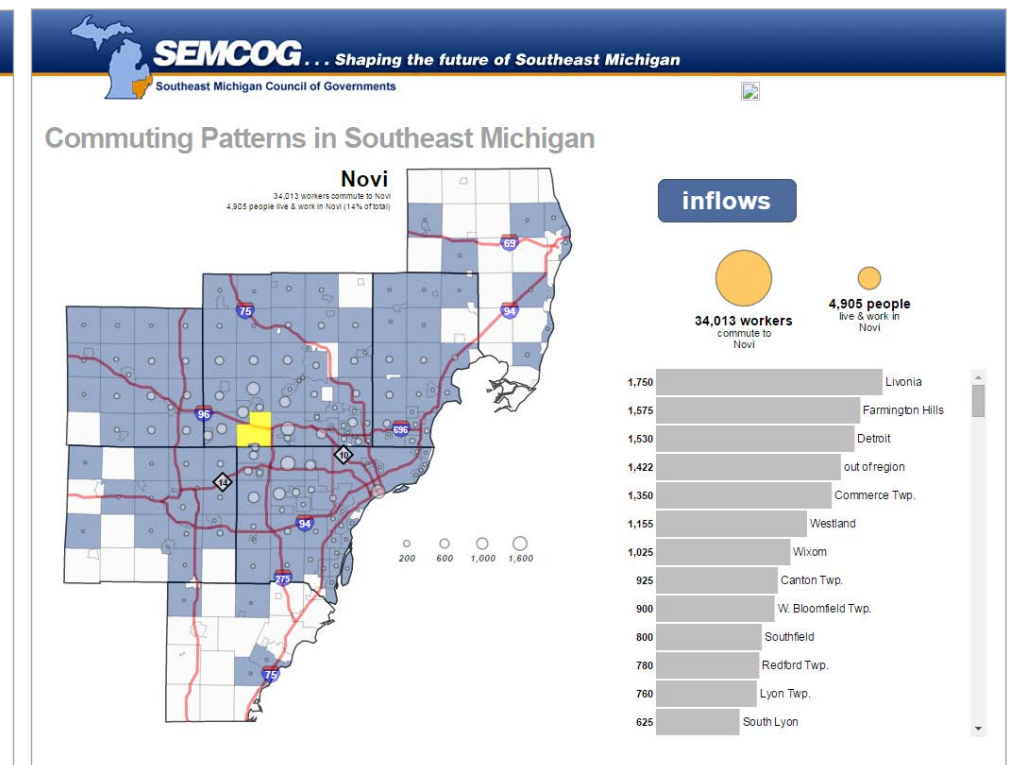 SEMCOG... Shaping the future of Southeast Michigan
Southeast Michigan Council of Governments
Commuting Patterns in Southeast Michigan
Novi
34,013 workers commute to Novi
4,905 people live & work in Novi (14% of total)
inflows
34,013 workers
commute to
Novi
4,905 people
live & work in
Novi
69
75
94
96
696
10
14
94
275
75
200 600 1,000 1,600
1,750 Livonia
1,575 Farmington Hills
1,530 Detroit
1,422 out of region
1,350 Commerce Twp.
1,155 Westland
1,025 Wixom
925 Canton Twp.
900 W. Bloomfield Twp.
800 Southfield
780 Redford Twp.
760 Lyon Twp.
625 South Lyon